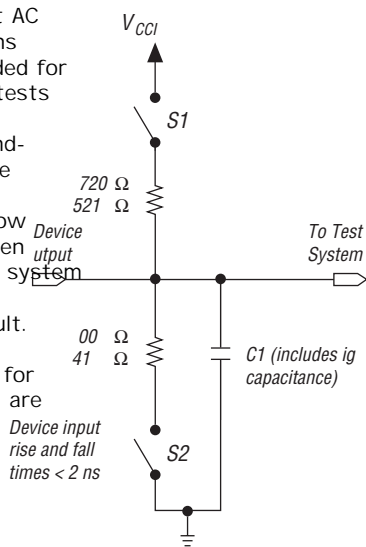 t AC
ns
ded for
tests
nd-
e
ow
en
system
ult.
for
are
VCCI
S1
720 Ω
521 Ω
Device
utput
To Test
System
00 Ω
41 Ω
C1 (includes ig
capacitance)
Device input
rise and fall
times < 2 ns
S2